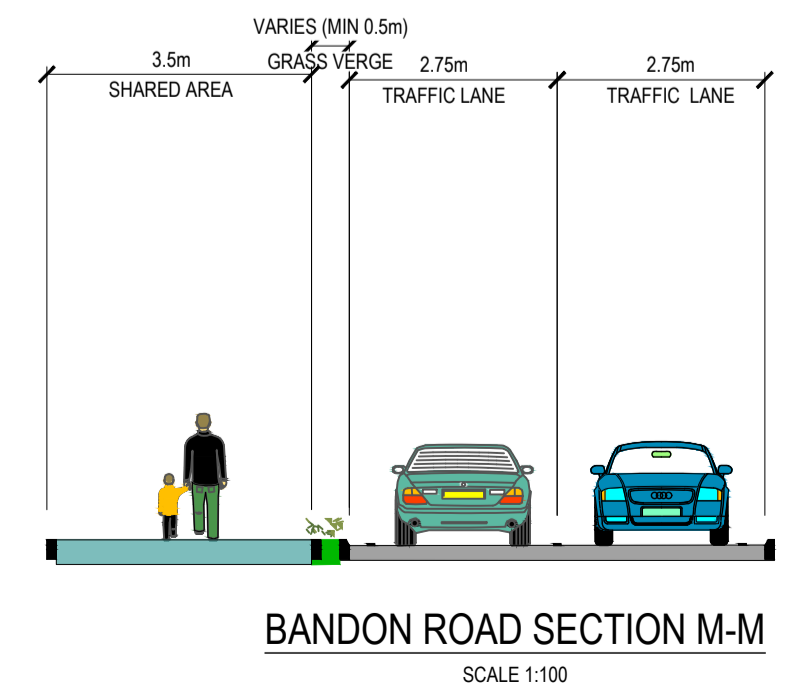 VARIES (MIN 0.5m)
GRASS VERGE
3.5m
SHARED AREA
2.75m
TRAFFIC LANE
2.75m
TRAFFIC LANE
BANDON ROAD SECTION M-M
SCALE 1:100